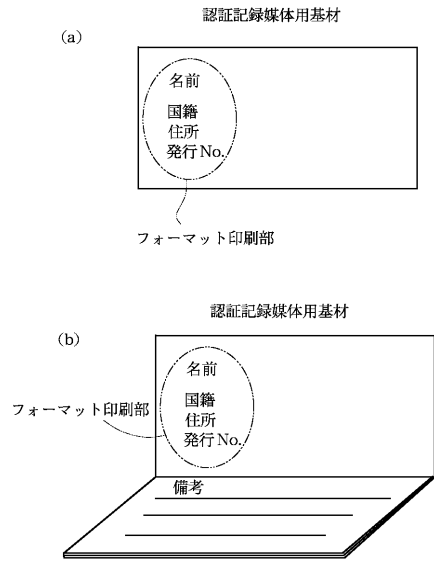 認証記録媒体用基材
(a)
名前
国籍
住所
発行No.
フォーマット印刷部
認証記録媒体用基材
(b)
名前
フォーマット印刷部
国籍
住所
発行No.
備考